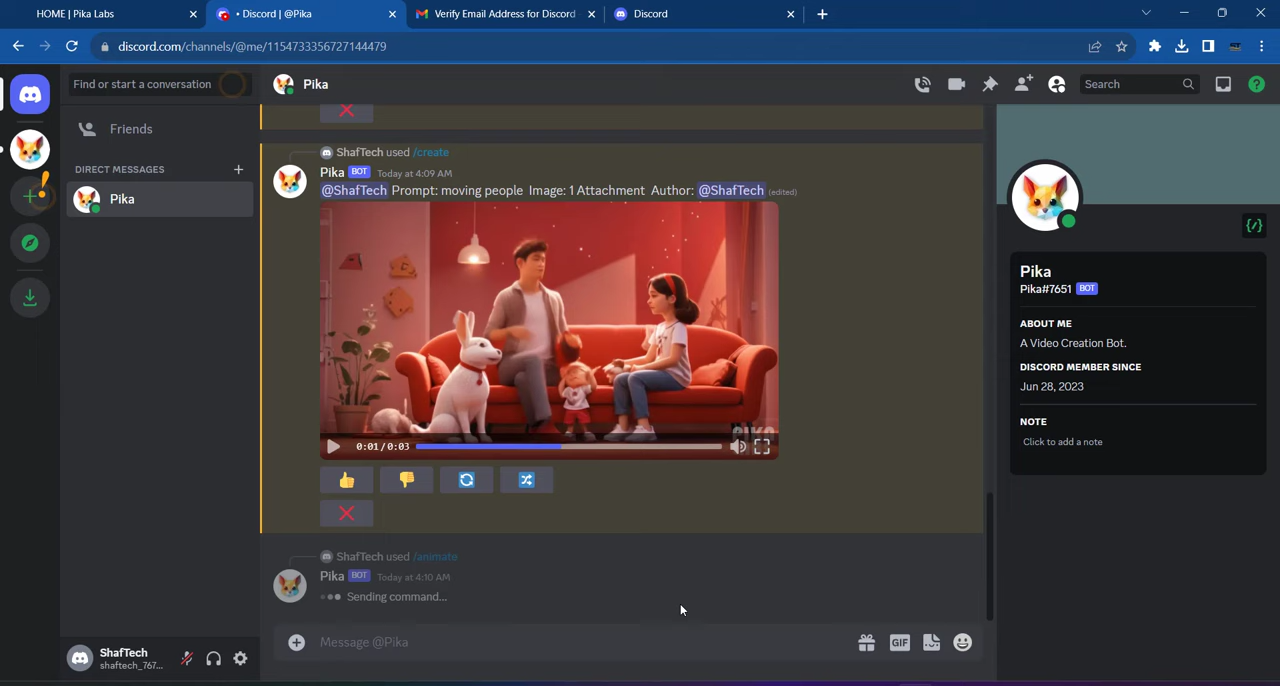 HOME | Pika Labs
• Discord | @Pika
Verify Email Address for Discord
Discord
discord.com/channels/@me/1154733356727144479
Find or start a conversation
Pika
Search
Friends
DIRECT MESSAGES
Pika
ShafTech used /create
Pika BOT Today at 4:09 AM
@ShafTech Prompt: moving people Image: 1 Attachment Author: @ShafTech (edited)
0:01/0:03
ShafTech used /animate
Pika BOT Today at 4:10 AM
Sending command...
Message @Pika
GIF
ShafTech
shaftech_767...
Pika
Pika#7651 BOT
ABOUT ME
A Video Creation Bot.
DISCORD MEMBER SINCE
Jun 28, 2023
NOTE
Click to add a note